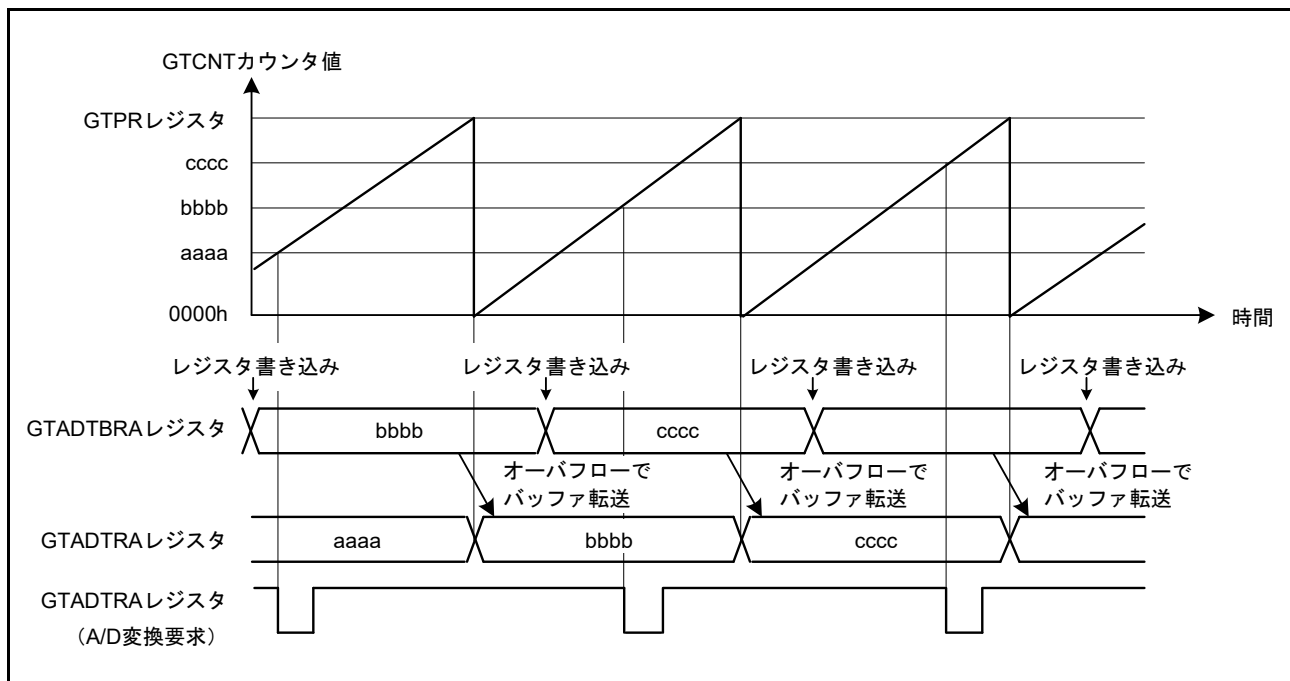 GTCNTカウンタ値
GTPRレジスタ
cccc
bbbb
aaaa
0000h
時間
レジスタ書き込み
レジスタ書き込み
レジスタ書き込み
レジスタ書き込み
GTADTBRAレジスタ
bbbb
cccc
オーバフローで
バッファ転送
オーバフローで
バッファ転送
オーバフローで
バッファ転送
GTADTRAレジスタ
aaaa
bbbb
cccc
GTADTRAレジスタ
（A/D変換要求）